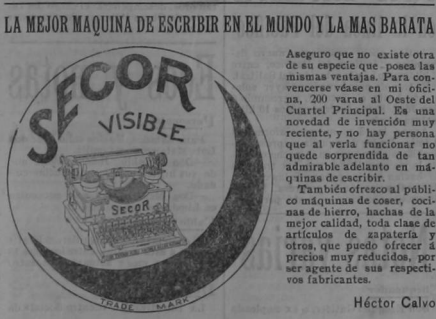 LA MEJOR MAQUINA DE ESCRIBIR EN EL MUNDO Y LA MAS BARATA
SECOR
VISIBLE
SECOR
TRADE MARK
Aseguro que no existe otra
de su especie que posea las
mismas ventajas. Para con-
vencerse véase en mi ofici-
na, 200 varas al Oeste del
Cuartel Principal. Es una
novedad de invención muy
reciente, y no hay persona
que al verla funcionar no
quede sorprendida de tan
admirable adelanto en má-
quinas de escribir.
También ofrezco al públi-
co máquinas de coser, coci-
nas de hierro, hachas de la
mejor calidad, toda clase de
artículos de zapatería y
otros, que puedo ofrecer á
precios muy reducidos, por
ser agente de sus respecti-
vos fabricantes.
Héctor Calvo